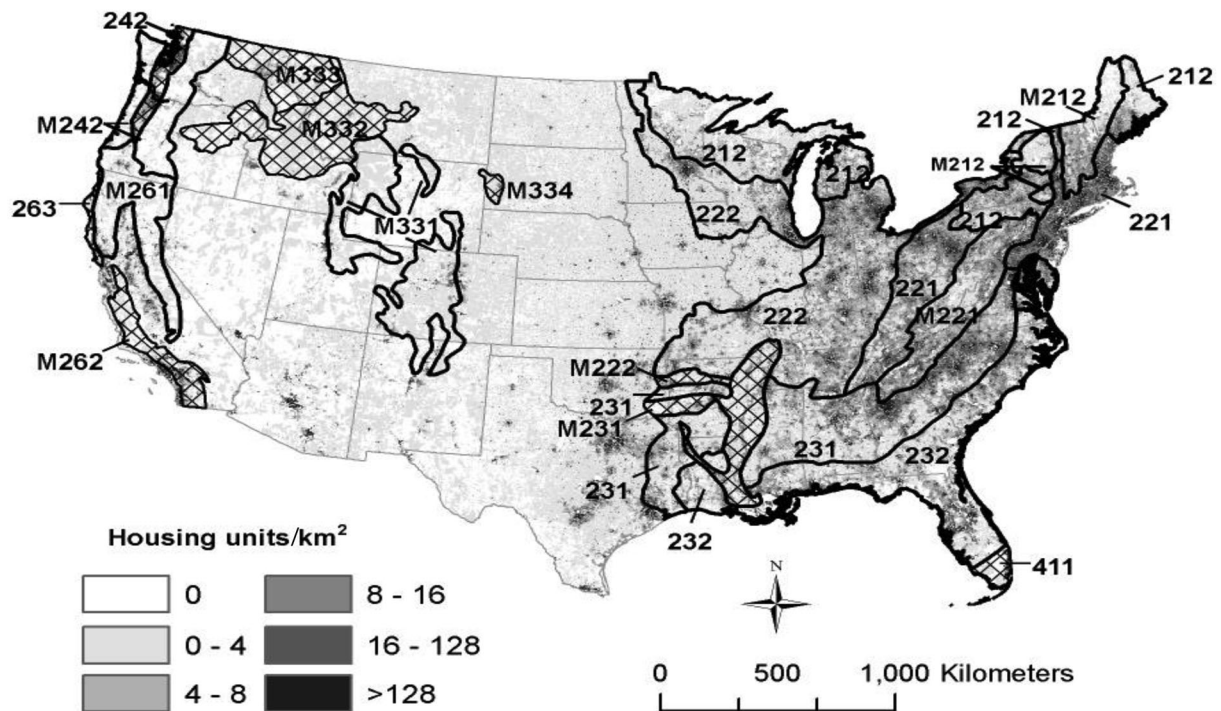 242
M333
212
M212
M242
M332
212
212
M212
M261
M334
212
263
222
M331
212
221
221
222
M221
M262
M222
231
M231
231
232
231
232
411
Housing units/km²
0
8 - 16
0 - 4
16 - 128
4 - 8
>128
N
0 500 1,000 Kilometers